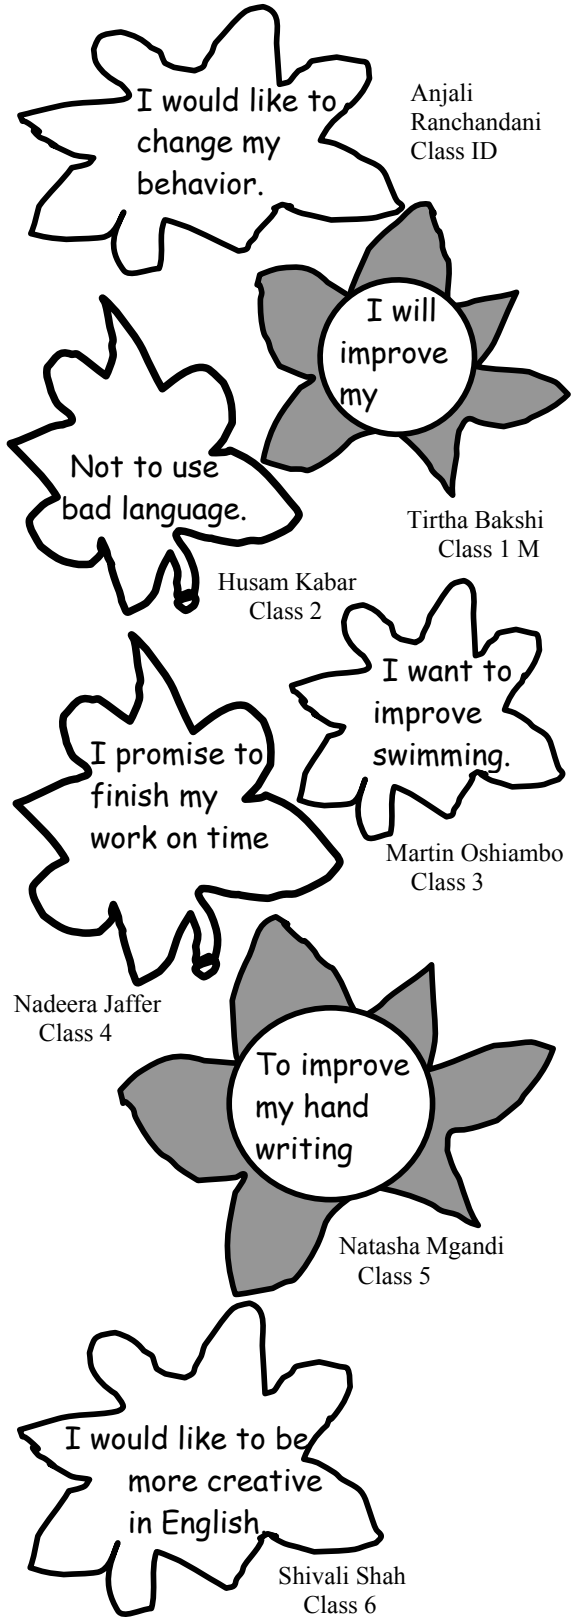 I would like to
change my
behavior.
Anjali
Ranchandani
Class ID
I will
improve
my
Tirtha Bakshi
Class 1 M
Not to use
bad language.
Husam Kabar
Class 2
I want to
improve
swimming.
Martin Oshiambo
Class 3
I promise to
finish my
work on time
Nadeera Jaffer
Class 4
To improve
my hand
writing
Natasha Mgandi
Class 5
I would like to be
more creative
in English.
Shivali Shah
Class 6